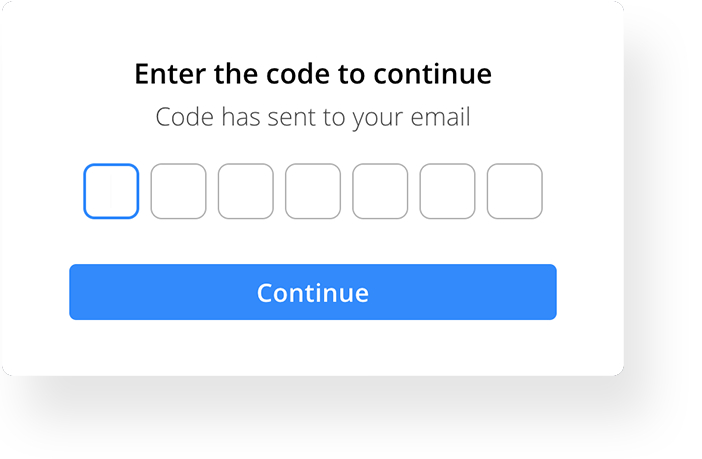 Enter the code to continue
Code has sent to your email
Continue